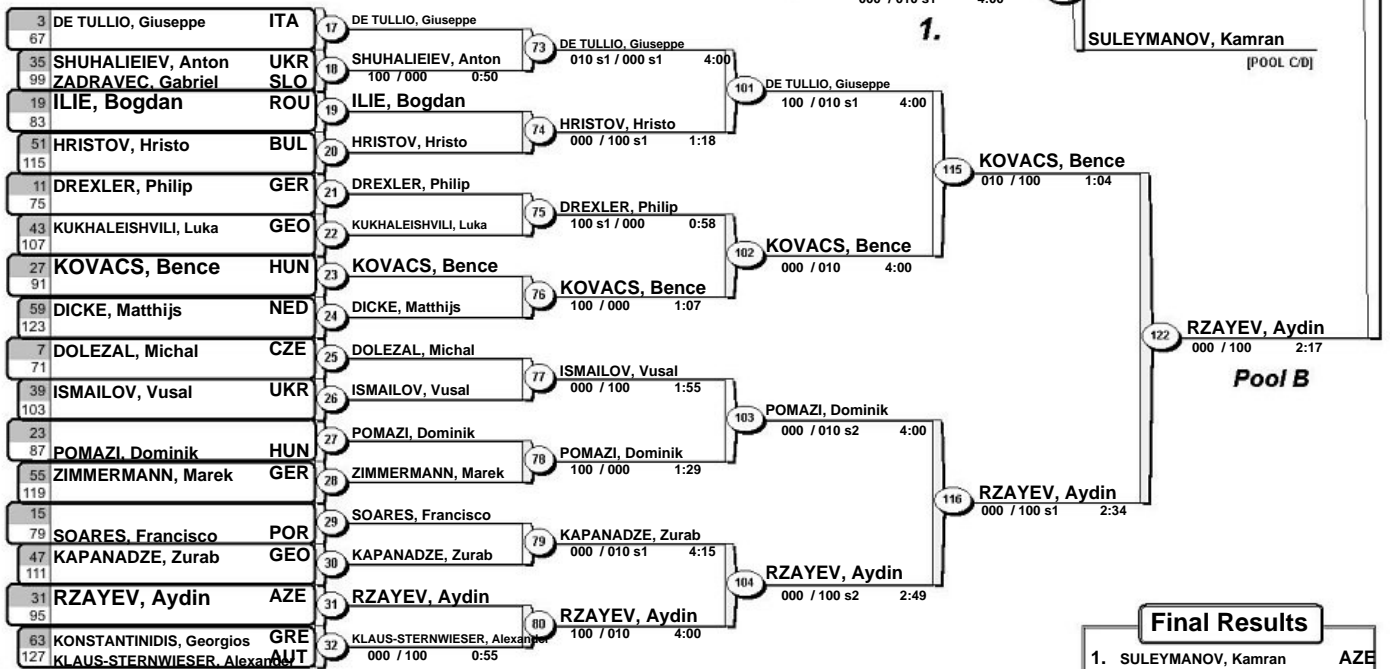 000 / 010 s1 4:00
1.
SULEYMANOV, Kamran
[POOL C/D]
3 DE TULLIO, Giuseppe ITA
67
35 SHUHALIEIEV, Anton UKR
99 ZADRAVEC, Gabriel SLO
19 ILIE, Bogdan ROU
83
51 HRISTOV, Hristo BUL
115
11 DREXLER, Philip GER
75
43 KUKHALEISHVILI, Luka GEO
107
27 KOVACS, Bence HUN
91
59 DICKE, Matthijs NED
123
7 DOLEZAL, Michal CZE
71
39 ISMAILOV, Vusal UKR
103
23
87 POMAZI, Dominik HUN
55 ZIMMERMANN, Marek GER
119
15
79 SOARES, Francisco POR
47 KAPANADZE, Zurab GEO
111
31 RZAYEV, Aydin AZE
95
63 KONSTANTINIDIS, Georgios GRE
127 KLAUS-STERNWIESER, Alexander AUT
17 DE TULLIO, Giuseppe
18 SHUHALIEIEV, Anton
100 / 000 0:50
19 ILIE, Bogdan
20 HRISTOV, Hristo
21 DREXLER, Philip
22 KUKHALEISHVILI, Luka
23 KOVACS, Bence
24 DICKE, Matthijs
25 DOLEZAL, Michal
26 ISMAILOV, Vusal
27 POMAZI, Dominik
28 ZIMMERMANN, Marek
29 SOARES, Francisco
30 KAPANADZE, Zurab
31 RZAYEV, Aydin
32 KLAUS-STERNWIESER, Alexander
000 / 100 0:55
73 DE TULLIO, Giuseppe
010 s1 / 000 s1 4:00
74 HRISTOV, Hristo
000 / 100 s1 1:18
75 DREXLER, Philip
100 s1 / 000 0:58
76 KOVACS, Bence
100 / 000 1:07
77 ISMAILOV, Vusal
000 / 100 1:55
78 POMAZI, Dominik
100 / 000 1:29
79 KAPANADZE, Zurab
000 / 010 s1 4:15
80 RZAYEV, Aydin
100 / 010 4:00
101 DE TULLIO, Giuseppe
100 / 010 s1 4:00
102 KOVACS, Bence
000 / 010 4:00
103 POMAZI, Dominik
000 / 010 s2 4:00
104 RZAYEV, Aydin
000 / 100 s2 2:49
115 KOVACS, Bence
010 / 100 1:04
116 RZAYEV, Aydin
000 / 100 s1 2:34
122 RZAYEV, Aydin
000 / 100 2:17
Pool B
Final Results
1. SULEYMANOV, Kamran AZE